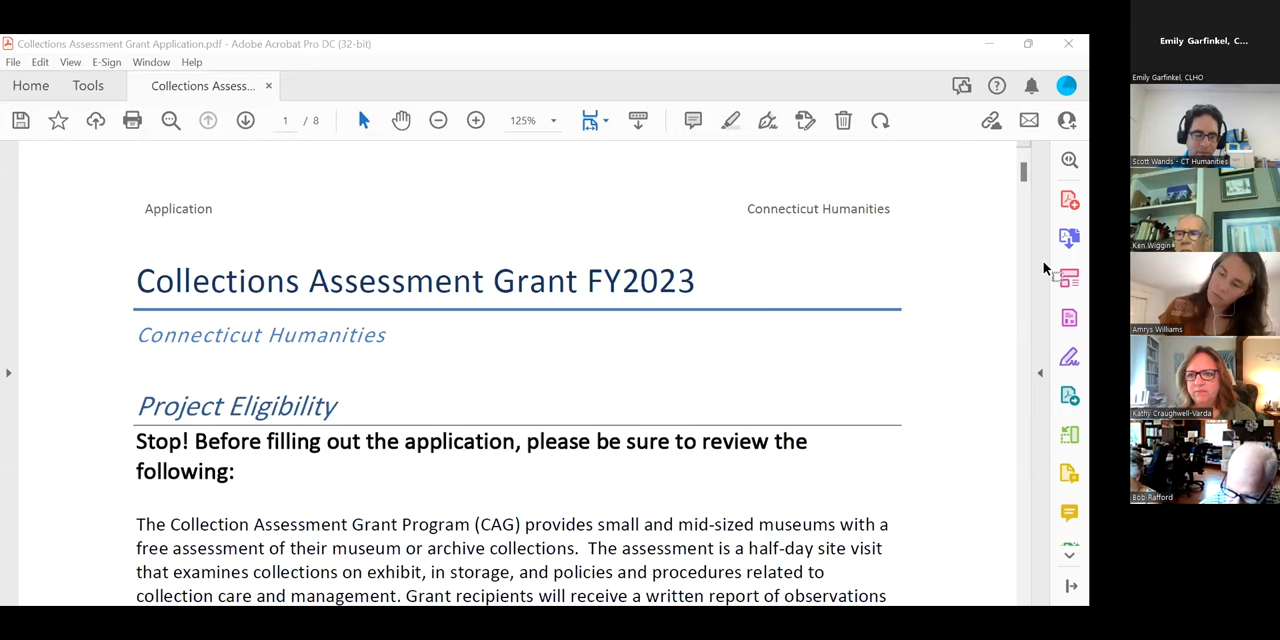 Collections Assessment Grant Application.pdf - Adobe Acrobat Pro DC (32-bit)
File Edit View E-Sign Window Help
Home Tools Collections Assess... ×
1 / 8 125%
Application Connecticut Humanities
Collections Assessment Grant FY2023
Connecticut Humanities
Project Eligibility
Stop! Before filling out the application, please be sure to review the
following:
The Collection Assessment Grant Program (CAG) provides small and mid-sized museums with a
free assessment of their museum or archive collections.  The assessment is a half-day site visit
that examines collections on exhibit, in storage, and policies and procedures related to
collection care and management. Grant recipients will receive a written report of observations
Emily Garfinkel, C...
Emily Garfinkel, CLHO
Scott Wands - CT Humanities
Ken Wiggin
Amrys Williams
Kathy Craughwell-Varda
Bob Rafford